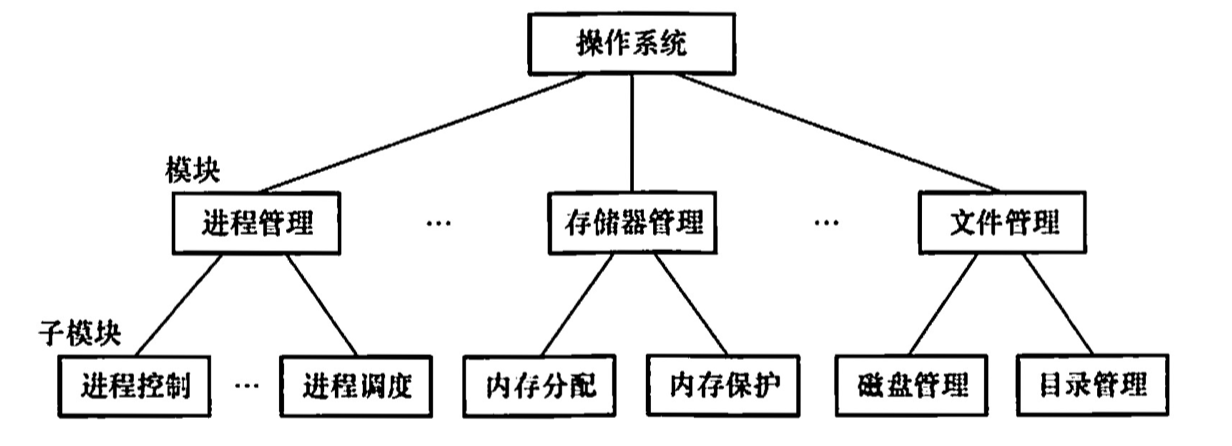 操作系统
模块
进程管理 … 存储器管理 … 文件管理
子模块
进程控制 … 进程调度 内存分配 内存保护 磁盘管理 目录管理